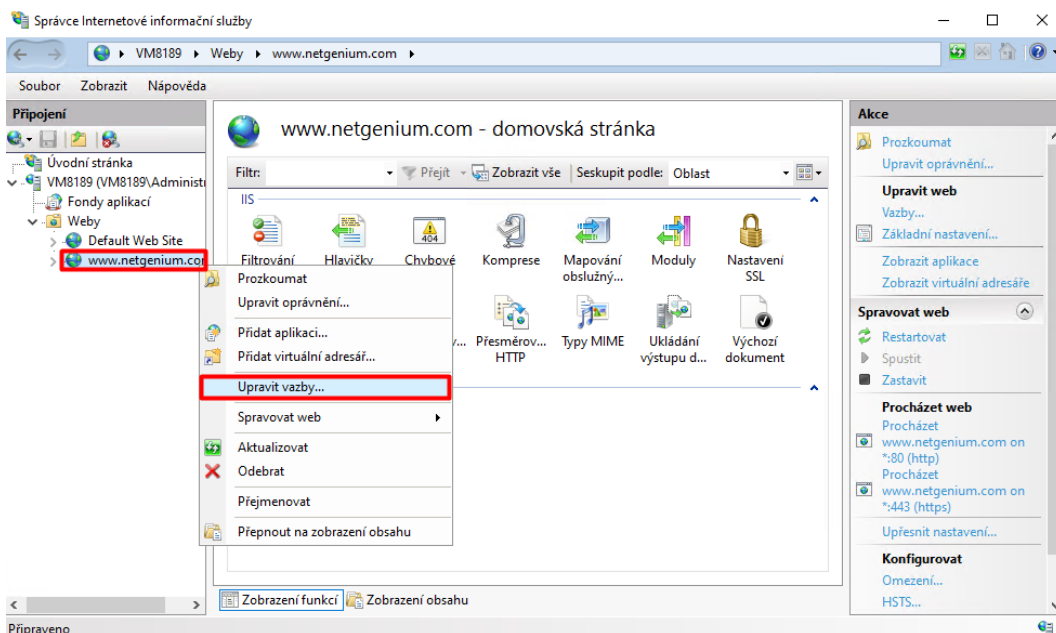 Správce Internetové informační služby
VM8189 Weby www.netgenium.com
Soubor Zobrazit Nápověda
Připojení
Úvodní stránka
VM8189 (VM8189\Administr
Fondy aplikací
Weby
Default Web Site
www.netgenium.com
www.netgenium.com - domovská stránka
Filtr: Přejít Zobrazit vše Seskupit podle: Oblast
IIS
Filtrování Hlavičky Chybové Komprese Mapování obslužný... Moduly Nastavení SSL
404
Přesměrov... HTTP Typy MIME Ukládání výstupu d... Výchozí dokument
Prozkoumat
Upravit oprávnění...
Přidat aplikaci...
Přidat virtuální adresář...
Upravit vazby...
Spravovat web
Aktualizovat
Odebrat
Přejmenovat
Přepnout na zobrazení obsahu
Zobrazení funkcí Zobrazení obsahu
Akce
Prozkoumat
Upravit oprávnění...
Upravit web
Vazby...
Základní nastavení...
Zobrazit aplikace
Zobrazit virtuální adresáře
Spravovat web
Restartovat
Spustit
Zastavit
Procházet web
Procházet
www.netgenium.com on
*:80 (http)
Procházet
www.netgenium.com on
*:443 (https)
Upřesnit nastavení...
Konfigurovat
Omezení...
HSTS...
Připraveno